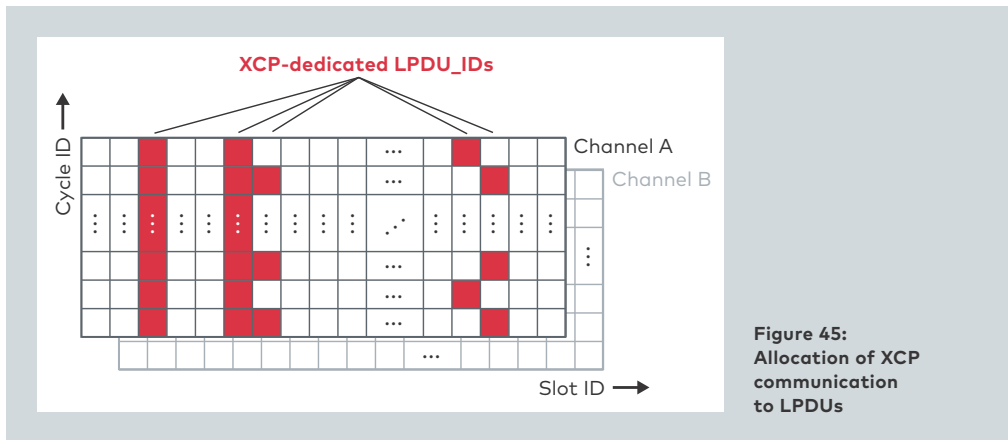 XCP-dedicated LPDU_IDs
Cycle ID
Channel A
Channel B
...
...
...
...
...
...
Slot ID
Figure 45:
Allocation of XCP
communication
to LPDUs